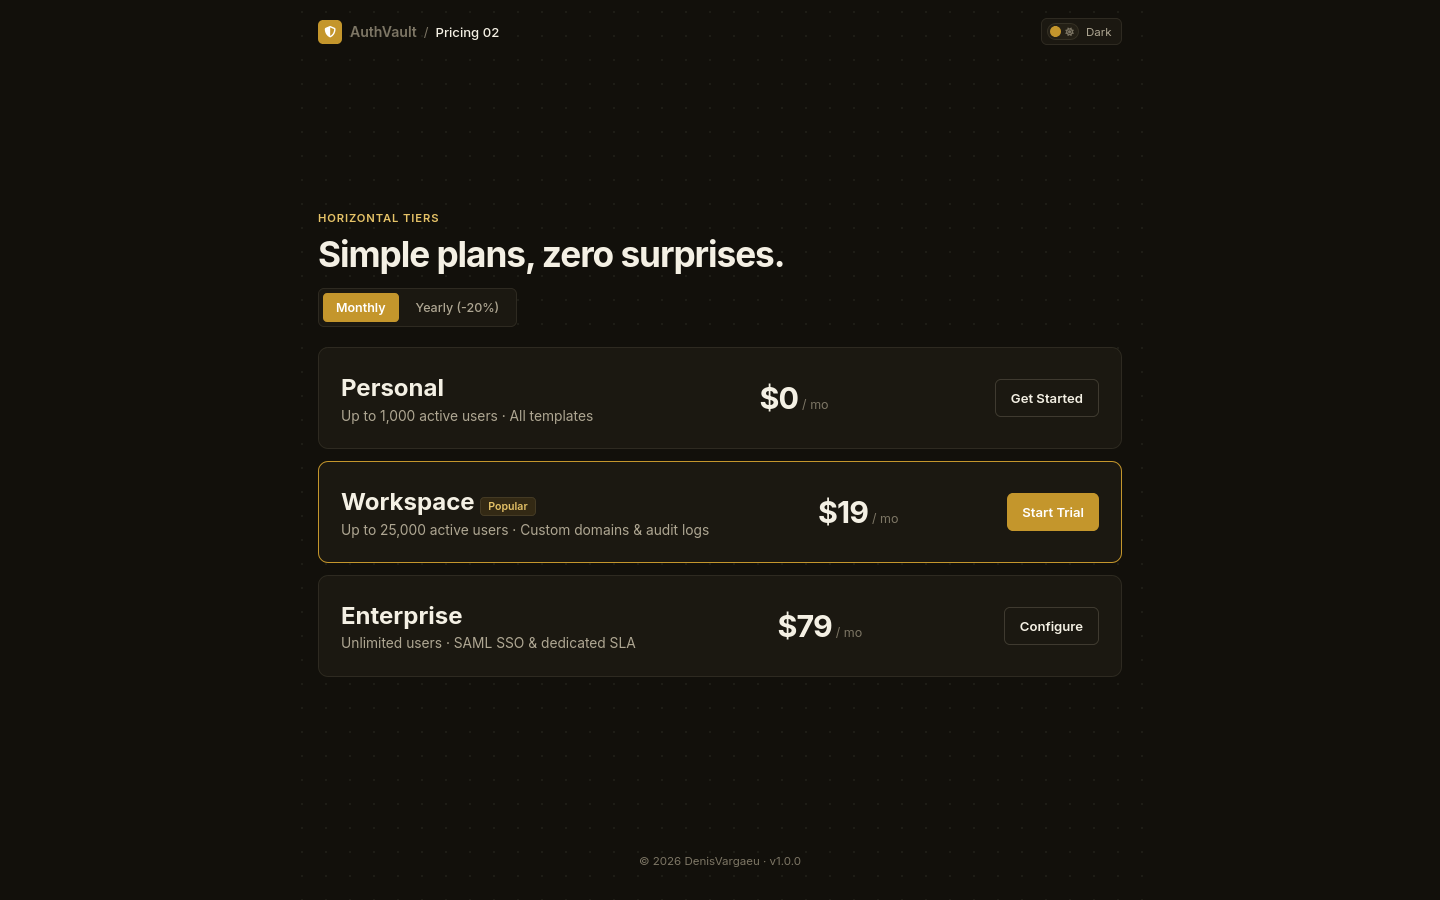 AuthVault / Pricing 02
Dark
HORIZONTAL TIERS
Simple plans, zero surprises.
Monthly Yearly (-20%)
Personal
Up to 1,000 active users · All templates
$0 / mo
Get Started
Workspace Popular
Up to 25,000 active users · Custom domains & audit logs
$19 / mo
Start Trial
Enterprise
Unlimited users · SAML SSO & dedicated SLA
$79 / mo
Configure
© 2026 DenisVargaeu · v1.0.0